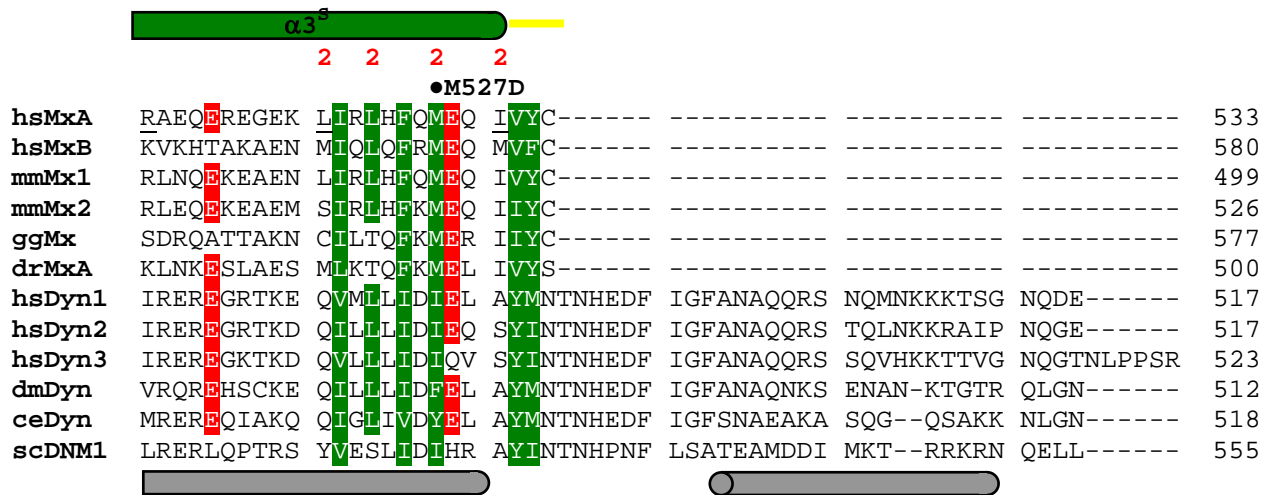 α3S
2 2 2 2
●M527D
hsMxA RAEQEREGEK LIRLHFQMEQ IVYC------ ---------- ---------- ---------- 533
hsMxB KVKHTAKAEN MIQLQFRMEQ MVFC------ ---------- ---------- ---------- 580
mmMx1 RLNQEKEAEN LIRLHFQMEQ IVYC------ ---------- ---------- ---------- 499
mmMx2 RLEQEKEAEM SIRLHFKMEQ IIYC------ ---------- ---------- ---------- 526
ggMx SDRQATTAKN CILTQFKMER IIYC------ ---------- ---------- ---------- 577
drMxA KLNKESLAES MLKTQFKMEL IVYS------ ---------- ---------- ---------- 500
hsDyn1 IREREGRTKE QVMLLIDIEL AYMNTNHEDF IGFANAQQRS NQMNKKKTSG NQDE------ 517
hsDyn2 IREREGRTKD QILLLIDIEQ SYINTNHEDF IGFANAQQRS TQLNKKRAIP NQGE------ 517
hsDyn3 IREREGKTKD QVLLLIDIQV SYINTNHEDF IGFANAQQRS SQVHKKTTVG NQGTNLPPSR 523
dmDyn VRQREHSCKE QILLLIDFEL AYMNTNHEDF IGFANAQNKS ENAN-KTGTR QLGN------ 512
ceDyn MREREQIAKQ QIGLIVDYEL AYMNTNHEDF IGFSNAEAKA SQG--QSAKK NLGN------ 518
scDNM1 LRERLQPTRS YVESLIDIHR AYINTNHPNF LSATEAMDDI MKT--RRKRN QELL------ 555